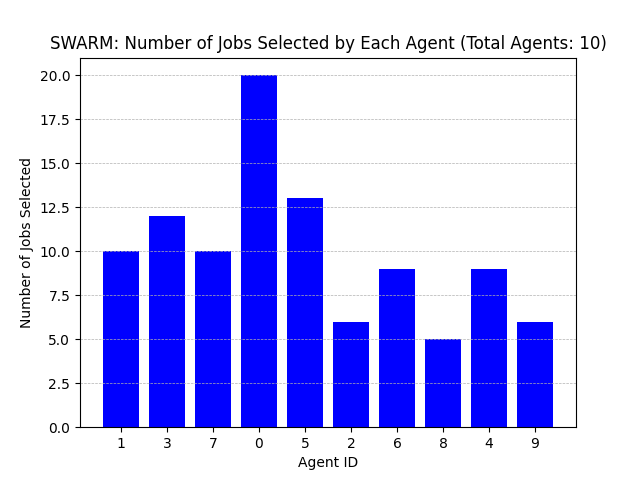 SWARM: Number of Jobs Selected by Each Agent (Total Agents: 10)
20.0
17.5
15.0
12.5
10.0
7.5
5.0
2.5
0.0
Number of Jobs Selected
1 3 7 0 5 2 6 8 4 9
Agent ID